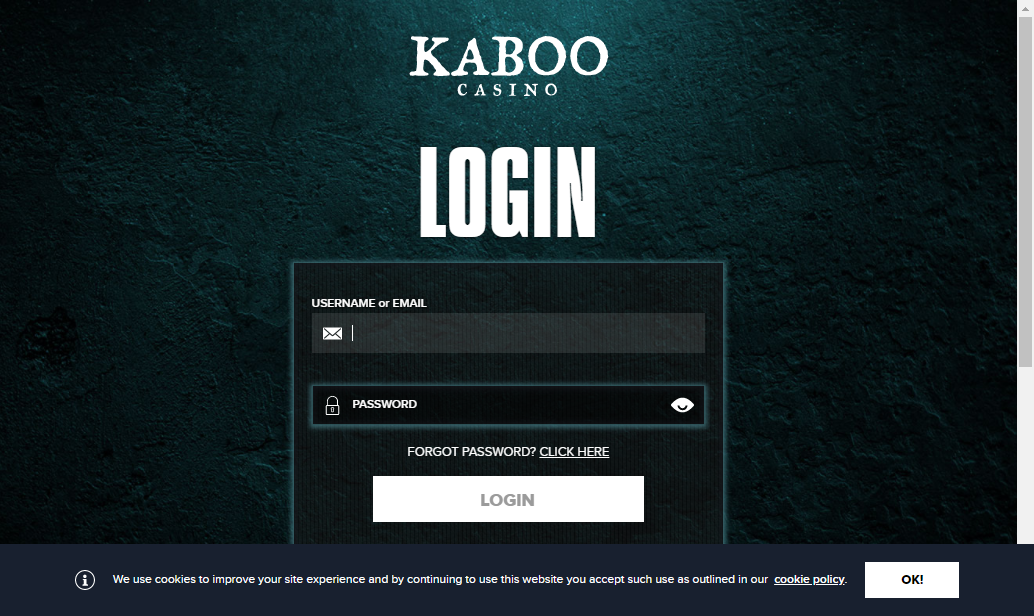 KABOO
CASINO
LOGIN
USERNAME or EMAIL
PASSWORD
FORGOT PASSWORD? CLICK HERE
LOGIN
We use cookies to improve your site experience and by continuing to use this website you accept such use as outlined in our cookie policy. OK!